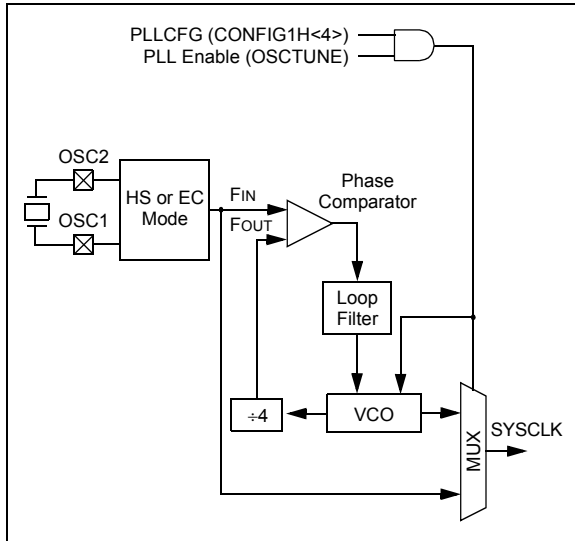 PLLCFG (CONFIG1H<4>)
PLL Enable (OSCTUNE)
OSC2
OSC1
HS or EC
Mode
FIN
FOUT
Phase
Comparator
Loop
Filter
÷4
VCO
MUX
SYSCLK